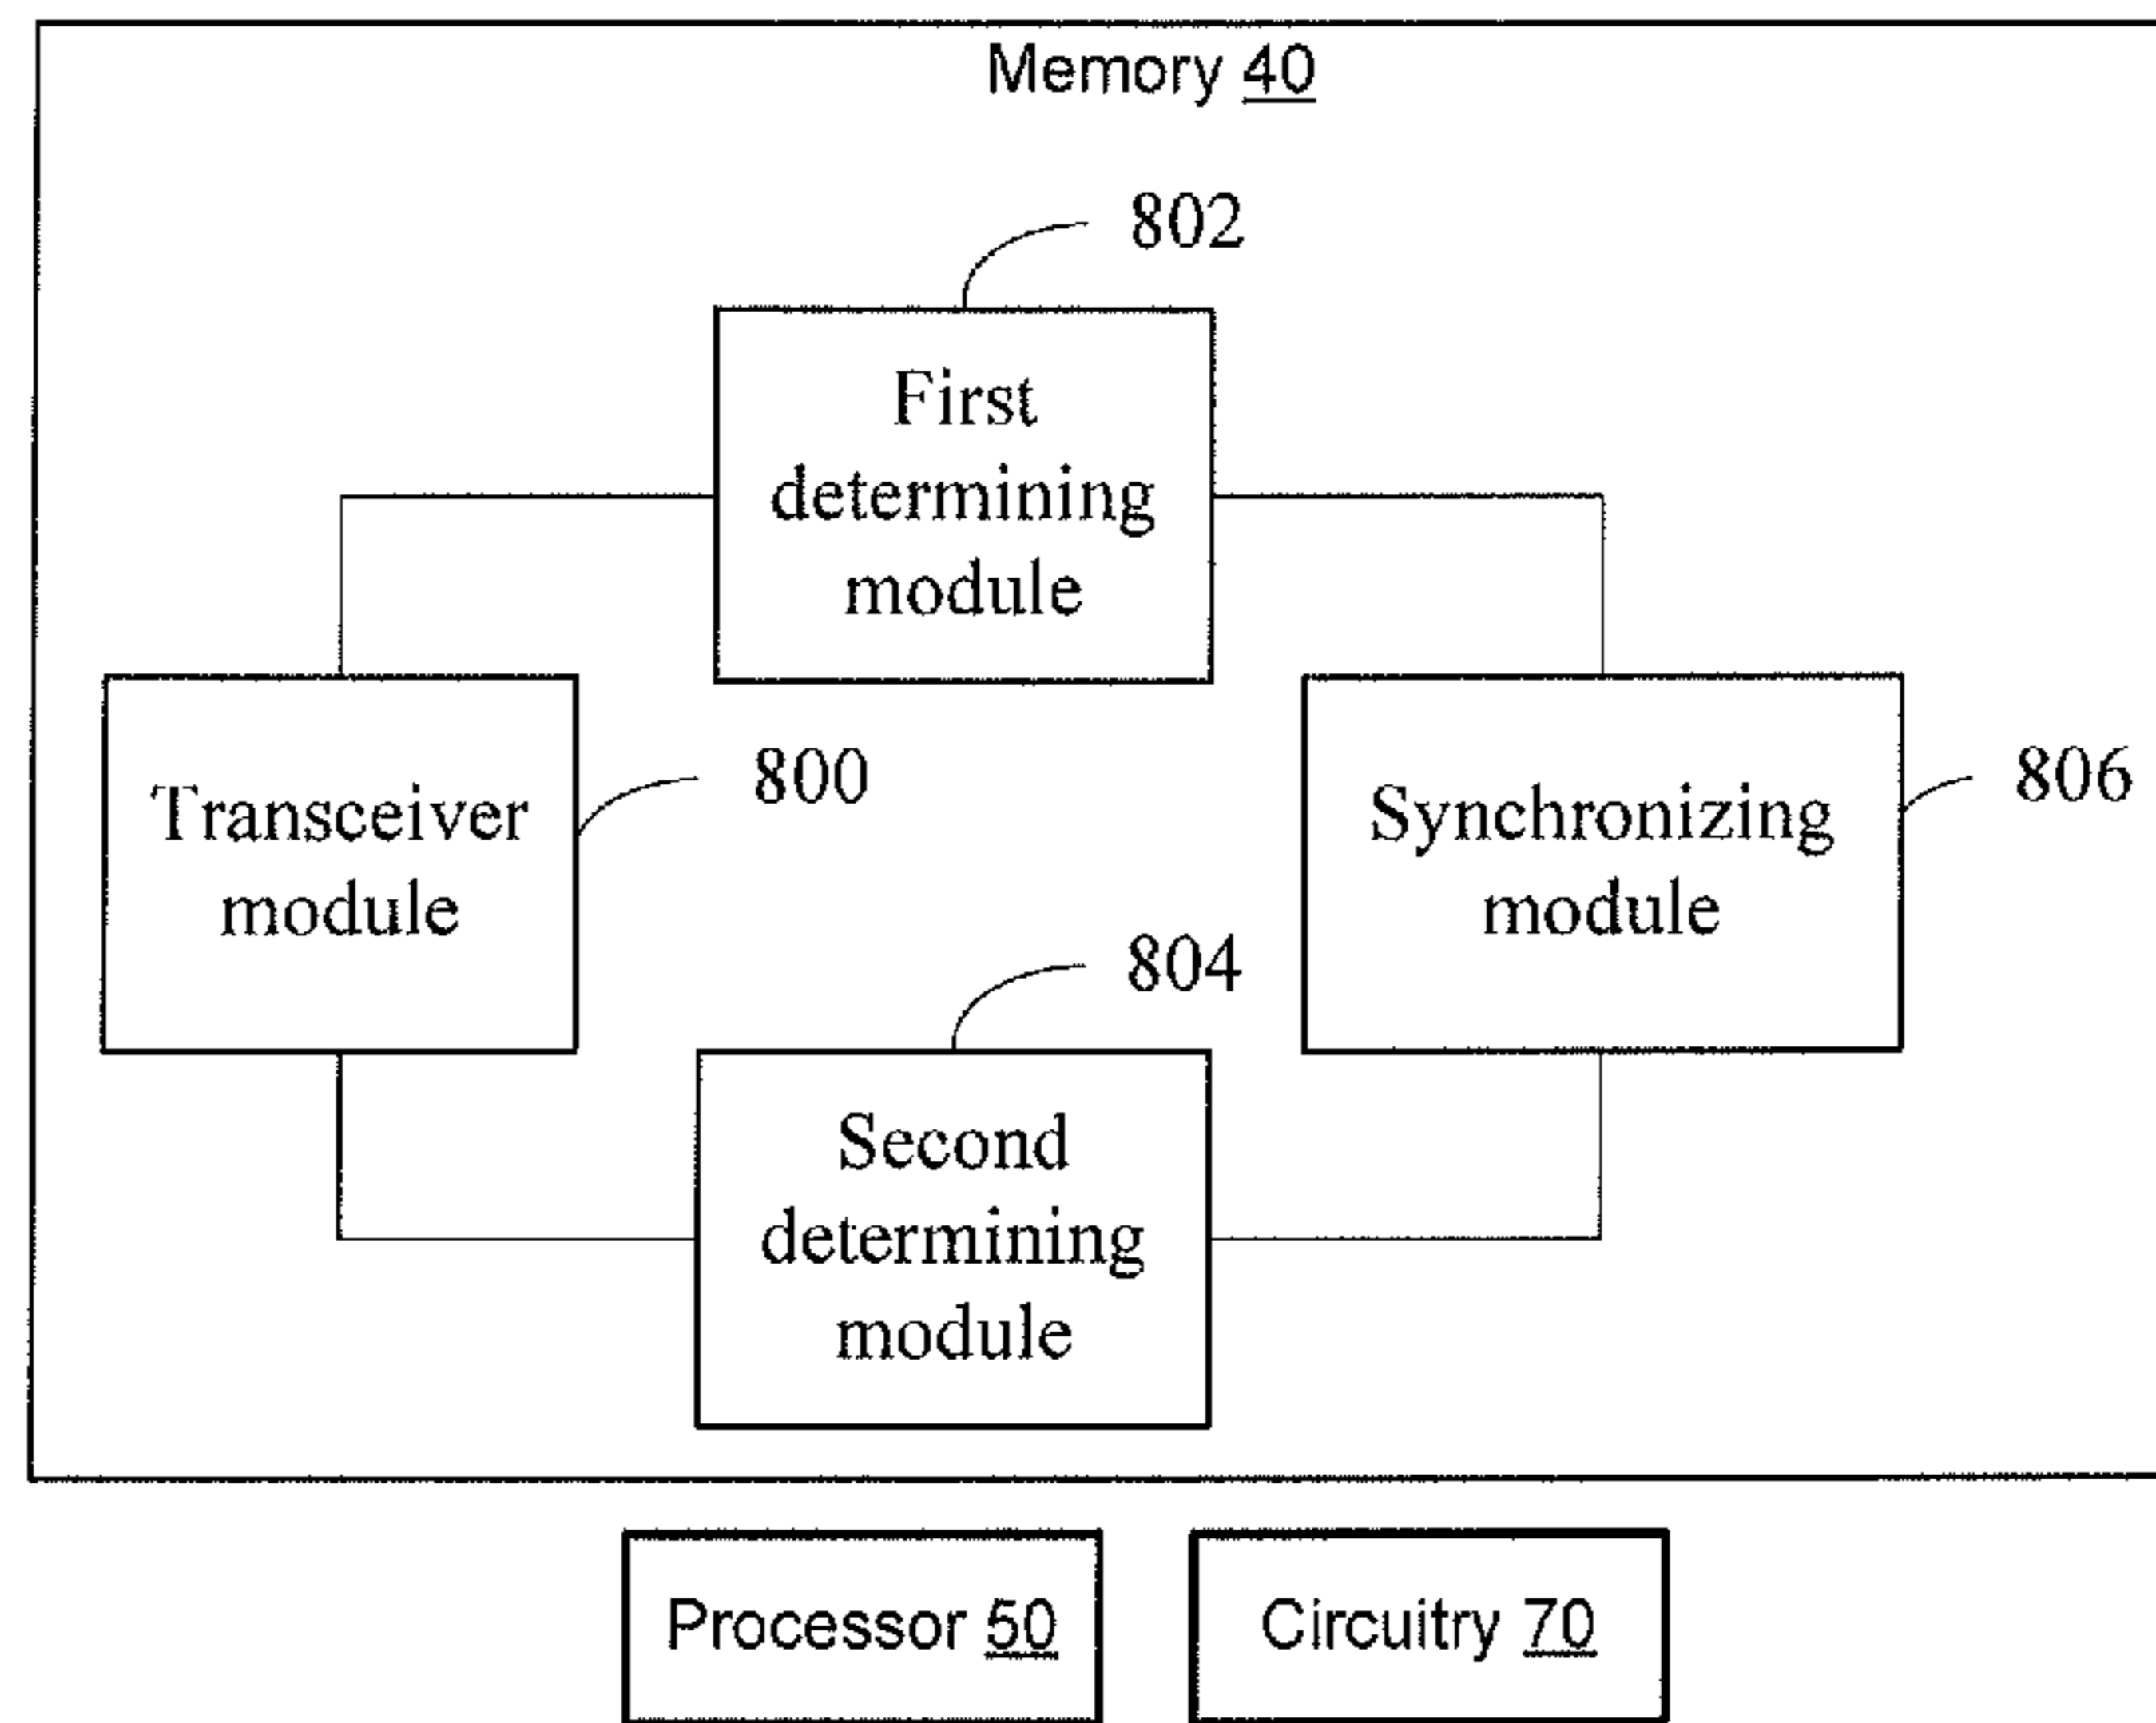 Memory 40
802
First
determining
module
800
Transceiver
module
806
Synchronizing
module
804
Second
determining
module
Processor 50
Circuitry 70